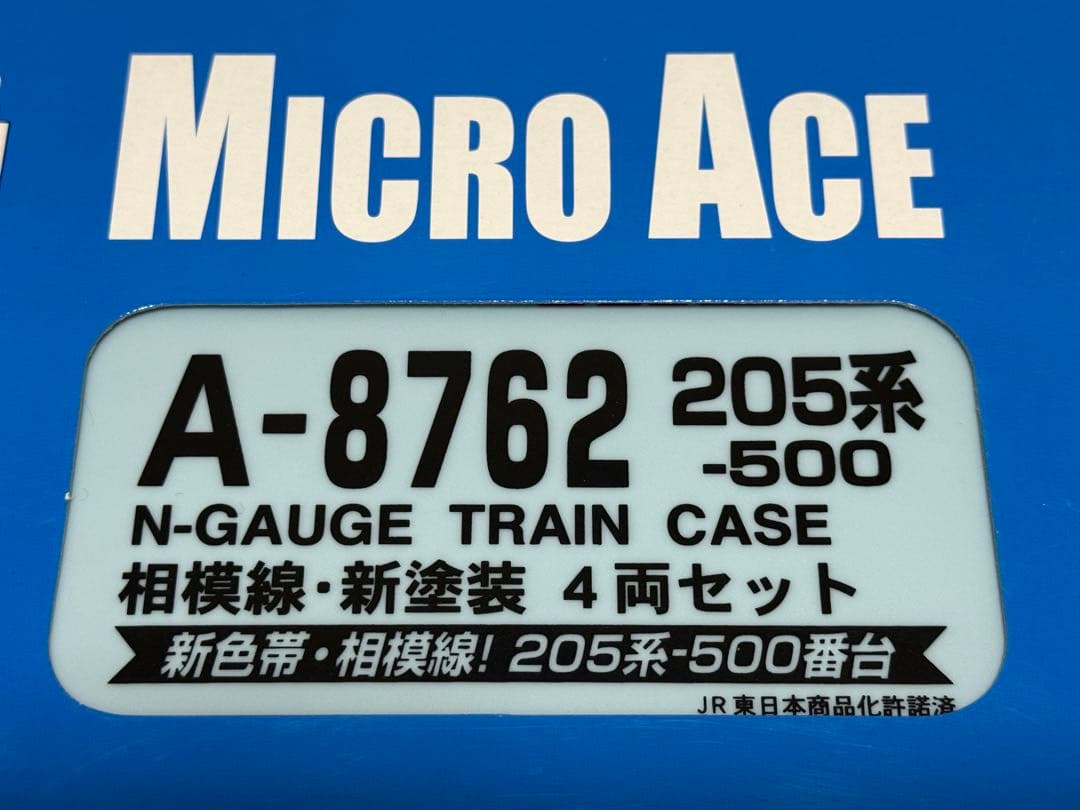 MICRO ACE
A-8762 205系
-500
N-GAUGE TRAIN CASE
相模線・新塗装 4両セット
新色帯・相模線! 205系-500番台
JR東日本商品化許諾済